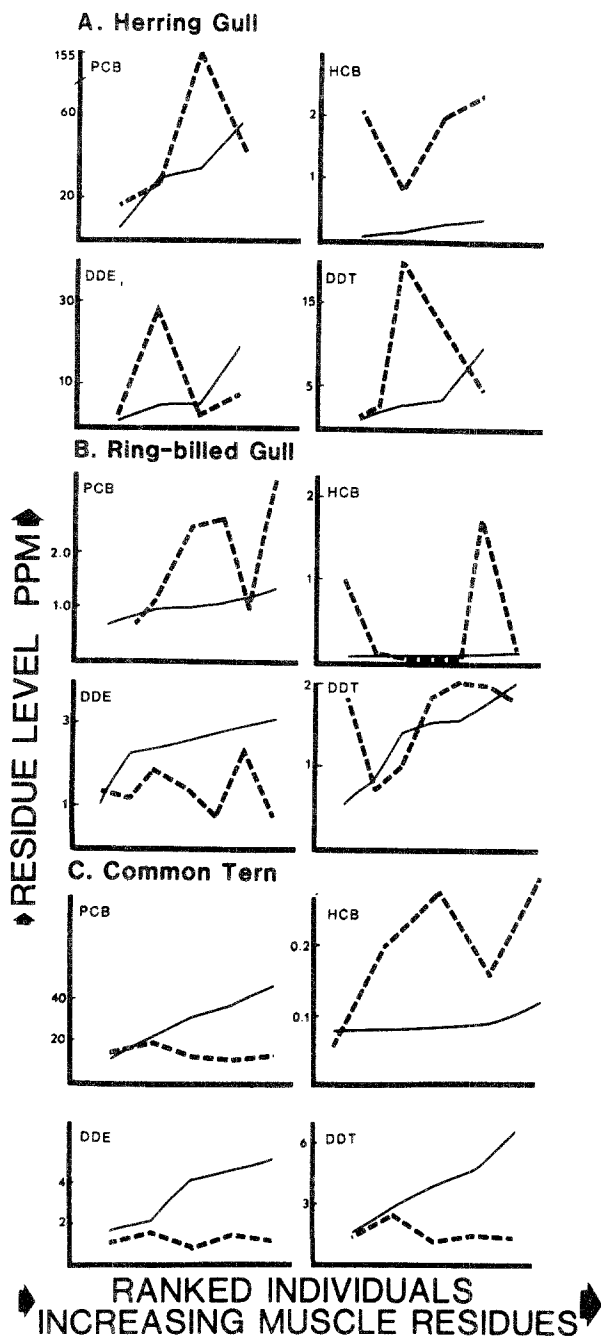 A. Herring Gull
PCB
155
60
20
HCB
2
1
DDE
30
10
DDT
15
5
B. Ring-billed Gull
PCB
2.0
1.0
HCB
2
1
DDE
3
1
DDT
2
1
C. Common Tern
PCB
40
20
HCB
0.2
0.1
DDE
4
2
DDT
6
3
RESIDUE LEVEL PPM
RANKED INDIVIDUALS
INCREASING MUSCLE RESIDUES